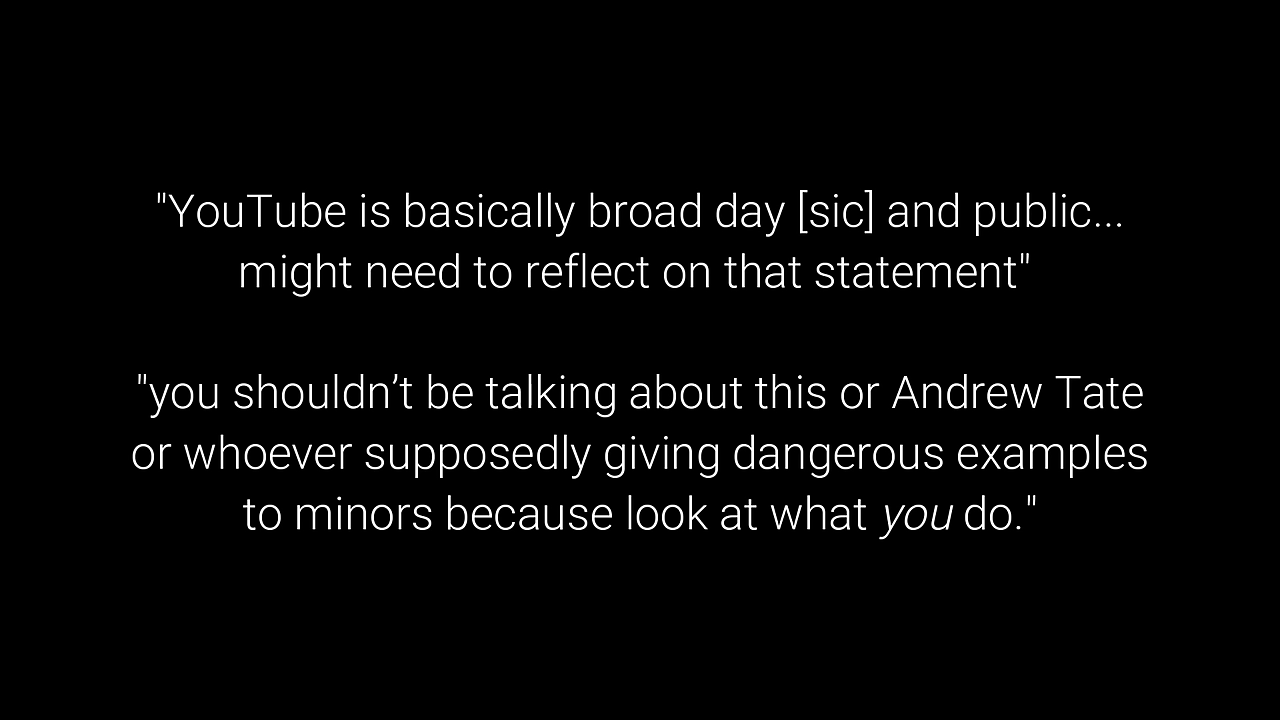 "YouTube is basically broad day [sic] and public...
might need to reflect on that statement"
"you shouldn’t be talking about this or Andrew Tate
or whoever supposedly giving dangerous examples
to minors because look at what you do."